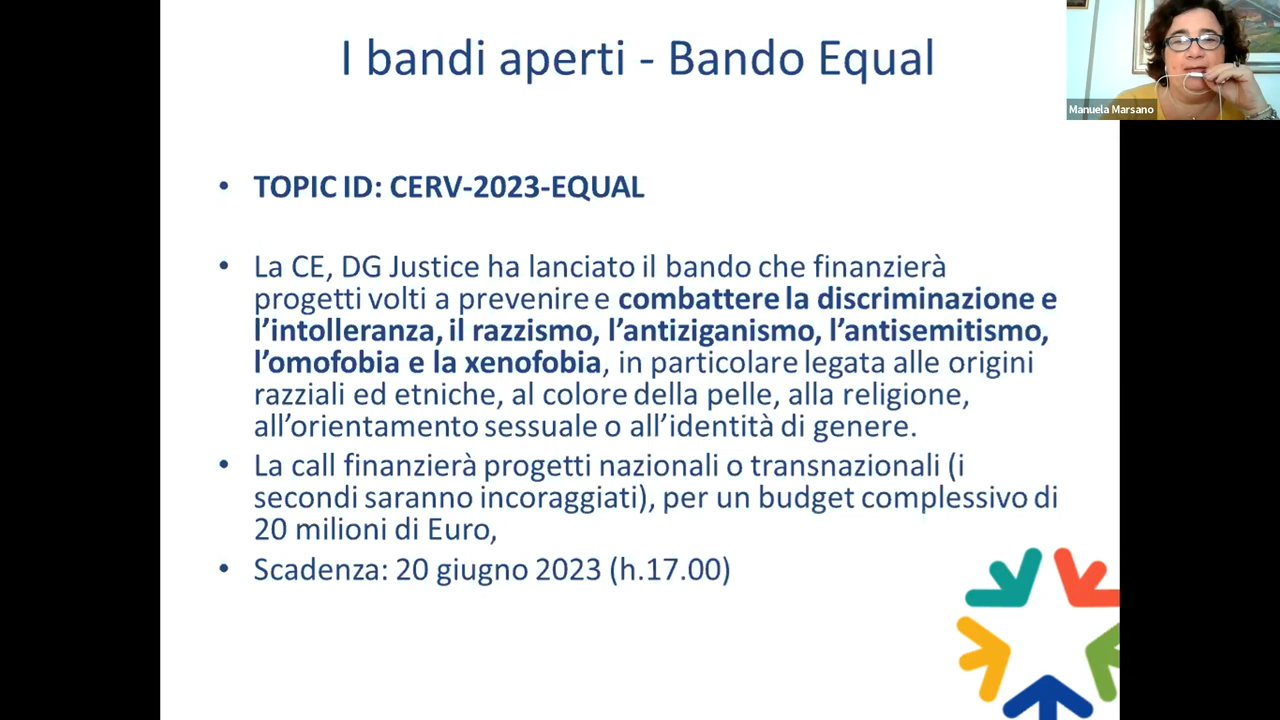 I bandi aperti - Bando Equal
Manuela Marsano
• TOPIC ID: CERV-2023-EQUAL
• La CE, DG Justice ha lanciato il bando che finanzierà
progetti volti a prevenire e combattere la discriminazione e
l’intolleranza, il razzismo, l’antiziganismo, l’antisemitismo,
l’omofobia e la xenofobia, in particolare legata alle origini
razziali ed etniche, al colore della pelle, alla religione,
all’orientamento sessuale o all’identità di genere.
• La call finanzierà progetti nazionali o transnazionali (i
secondi saranno incoraggiati), per un budget complessivo di
20 milioni di Euro,
• Scadenza: 20 giugno 2023 (h.17.00)